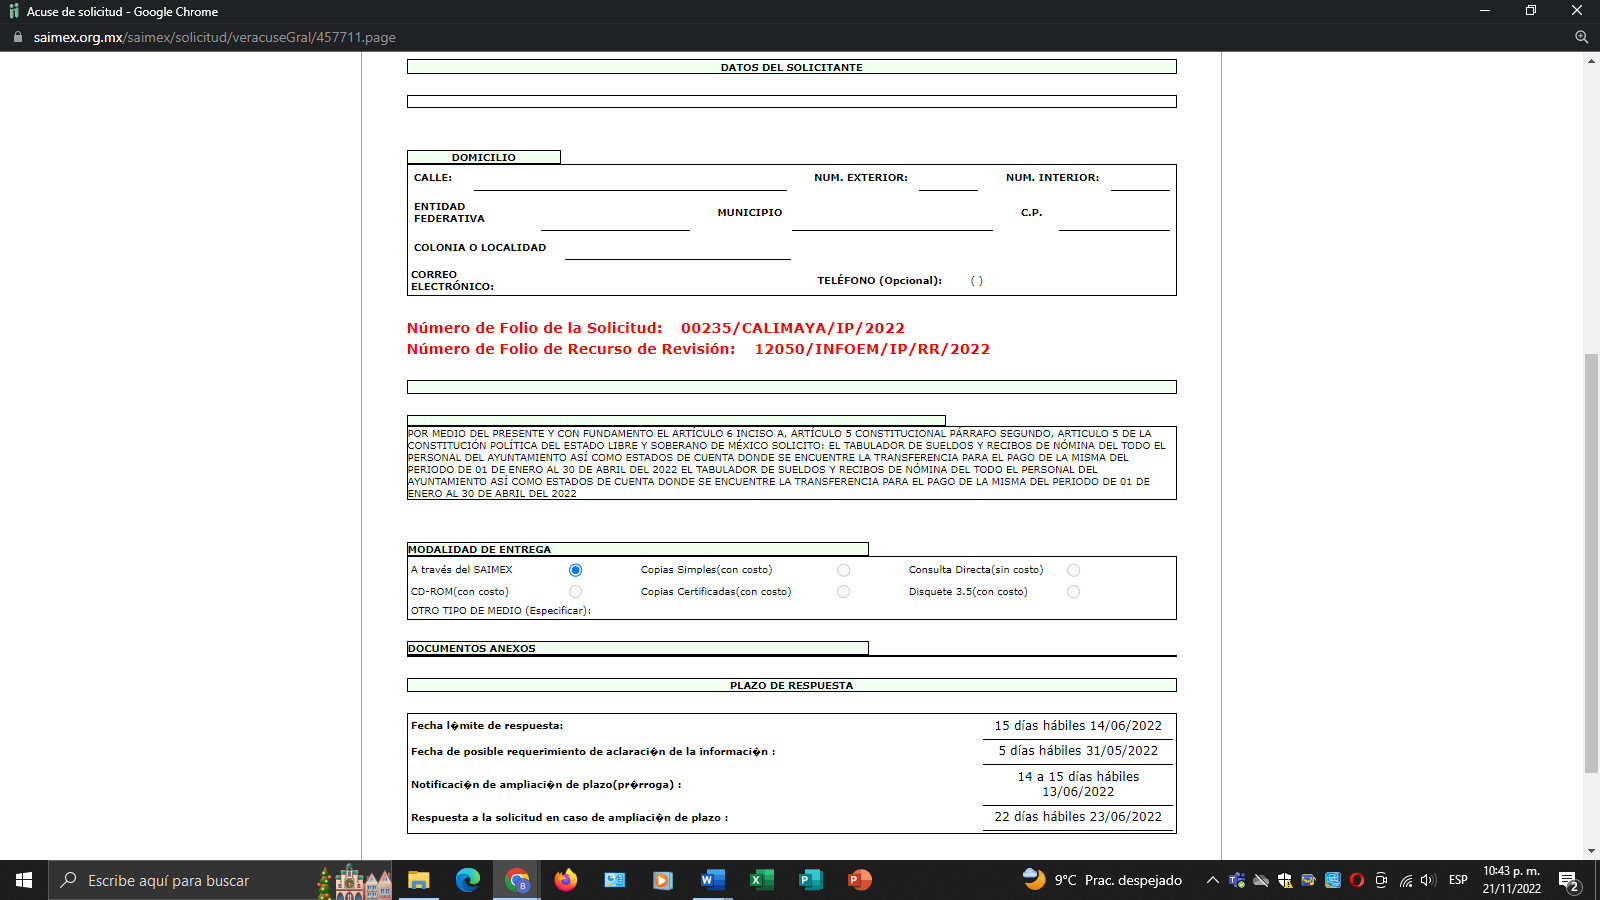 Acuse de solicitud - Google Chrome
saimex.org.mx/saimex/solicitud/veracuseGral/457711.page
DATOS DEL SOLICITANTE
DOMICILIO
CALLE: NUM. EXTERIOR: NUM. INTERIOR:
ENTIDAD FEDERATIVA MUNICIPIO C.P.
COLONIA O LOCALIDAD
CORREO ELECTRÓNICO: TELÉFONO (Opcional): ( )
Número de Folio de la Solicitud: 00235/CALIMAYA/IP/2022
Número de Folio de Recurso de Revisión: 12050/INFOEM/IP/RR/2022
POR MEDIO DEL PRESENTE Y CON FUNDAMENTO EL ARTÍCULO 6 INCISO A, ARTÍCULO 5 CONSTITUCIONAL PÁRRAFO SEGUNDO, ARTICULO 5 DE LA
CONSTITUCIÓN POLÍTICA DEL ESTADO LIBRE Y SOBERANO DE MÉXICO SOLICITO: EL TABULADOR DE SUELDOS Y RECIBOS DE NÓMINA DEL TODO EL
PERSONAL DEL AYUNTAMIENTO ASÍ COMO ESTADOS DE CUENTA DONDE SE ENCUENTRE LA TRANSFERENCIA PARA EL PAGO DE LA MISMA DEL
PERIODO DE 01 DE ENERO AL 30 DE ABRIL DEL 2022 EL TABULADOR DE SUELDOS Y RECIBOS DE NÓMINA DEL TODO EL PERSONAL DEL
AYUNTAMIENTO ASÍ COMO ESTADOS DE CUENTA DONDE SE ENCUENTRE LA TRANSFERENCIA PARA EL PAGO DE LA MISMA DEL PERIODO DE 01 DE
ENERO AL 30 DE ABRIL DEL 2022
MODALIDAD DE ENTREGA
A través del SAIMEX Copias Simples(con costo) Consulta Directa(sin costo)
CD-ROM(con costo) Copias Certificadas(con costo) Disquete 3.5(con costo)
OTRO TIPO DE MEDIO (Especificar):
DOCUMENTOS ANEXOS
PLAZO DE RESPUESTA
Fecha l�mite de respuesta: 15 días hábiles 14/06/2022
Fecha de posible requerimiento de aclaraci�n de la informaci�n : 5 días hábiles 31/05/2022
Notificaci�n de ampliaci�n de plazo(pr�rroga) : 14 a 15 días hábiles 13/06/2022
Respuesta a la solicitud en caso de ampliaci�n de plazo : 22 días hábiles 23/06/2022
Escribe aquí para buscar
9°C Prac. despejado
ESP
10:43 p. m.
21/11/2022
2